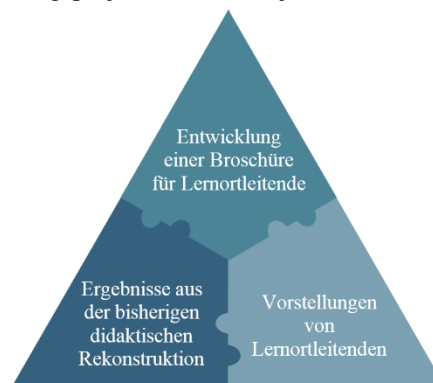 Entwicklung
einer Broschüre
für Lernortleitende
Ergebnisse aus
der bisherigen
didaktischen
Rekonstruktion
Vorstellungen
von
Lernortleitenden